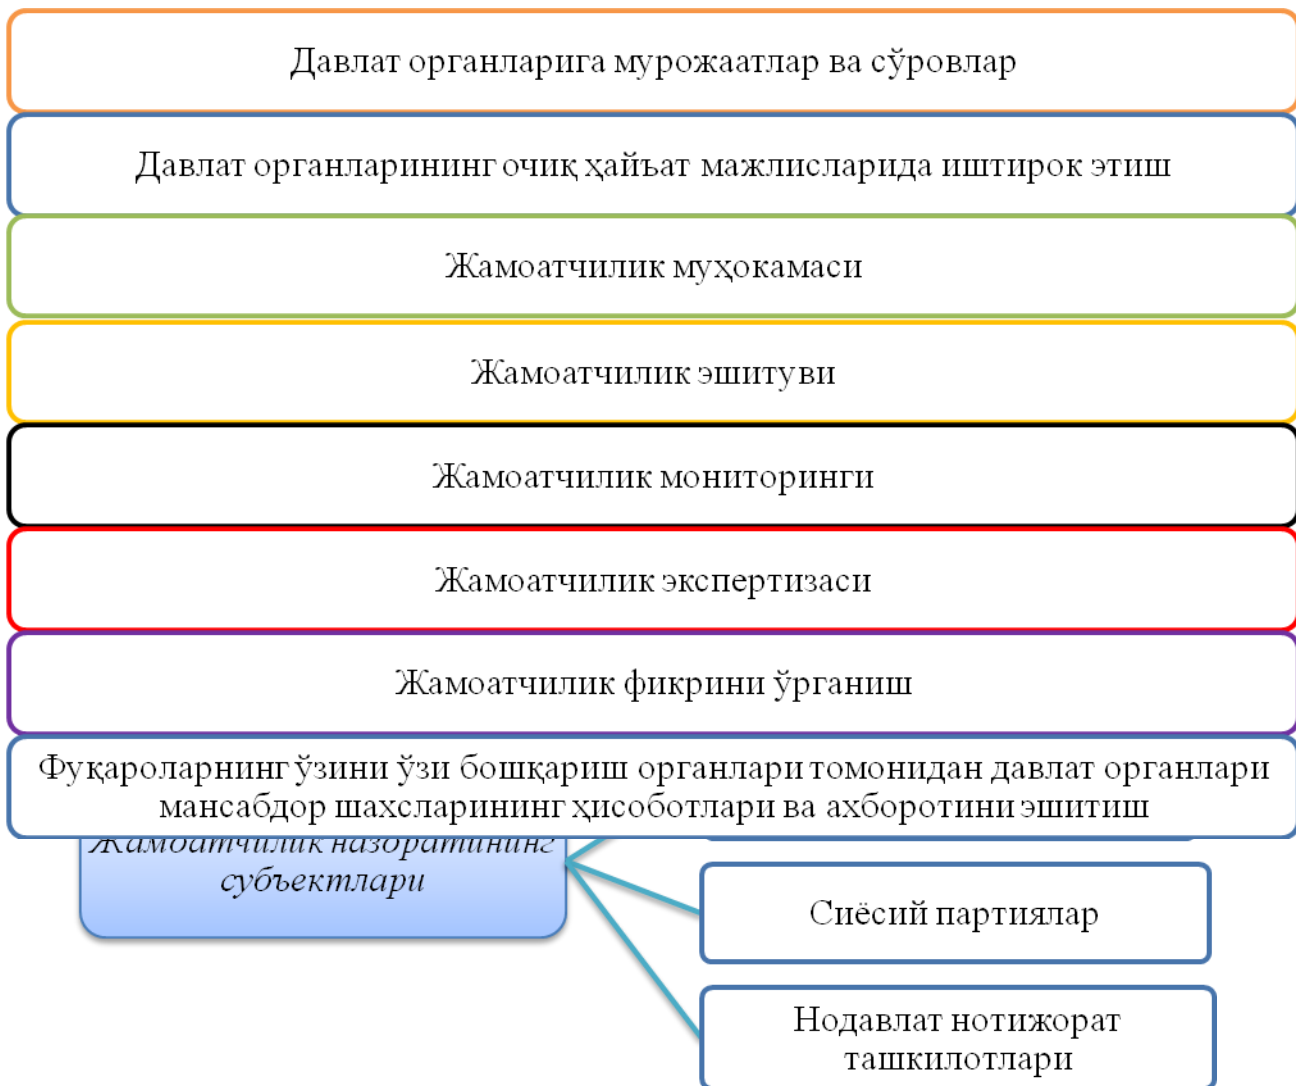 Давлат органларига мурожаатлар ва сўровлар
Давлат органларининг очиқ ҳайъат мажлисларида иштирок этиш
Жамоатчилик муҳокамаси
Жамоатчилик эшитуви
Жамоатчилик мониторинги
Жамоатчилик экспертизаси
Жамоатчилик фикрини ўрганиш
Фуқароларнинг ўзини ўзи бошқариш органлари томонидан давлат органлари
мансабдор шахсларининг ҳисоботлари ва ахборотини эшитиш
Жамоатчилик назоратининг
субъектлари
Сиёсий партиялар
Нодавлат нотижорат
ташкилотлари